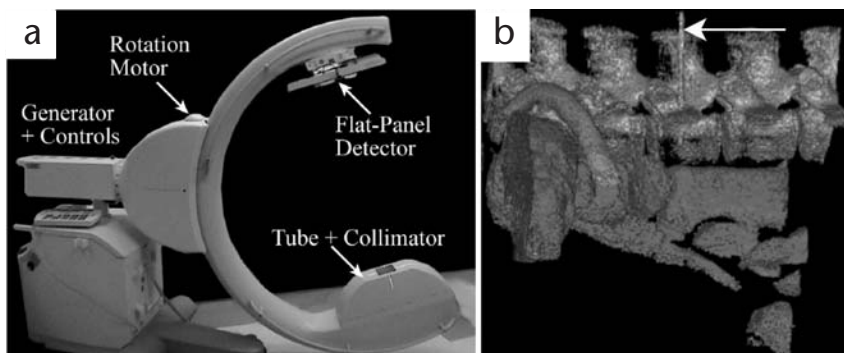 a
Rotation
Motor
Generator
+ Controls
Flat-Panel
Detector
Tube + Collimator
b